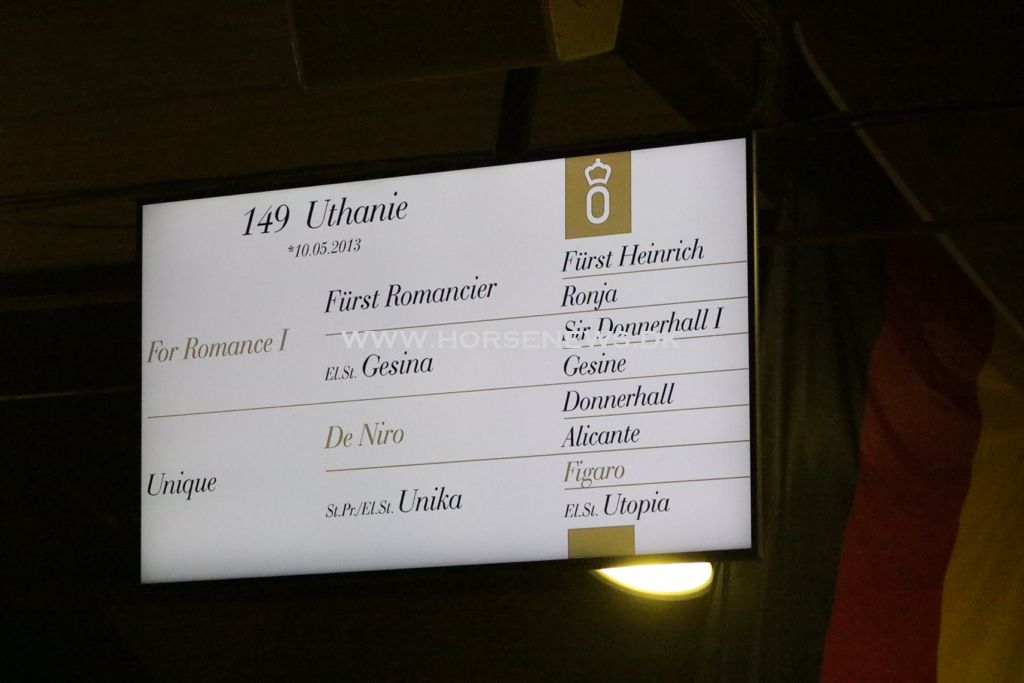 149 Uthanie
*10.05.2013
For Romance I
Unique
Fürst Romancier
El.St. Gesina
De Niro
St.Pr./El.St. Unika
Fürst Heinrich
Ronja
Sir Donnerhall I
Gesine
Donnerhall
Alicante
Figaro
El.St. Utopia
WWW.HORSENEWS.DK